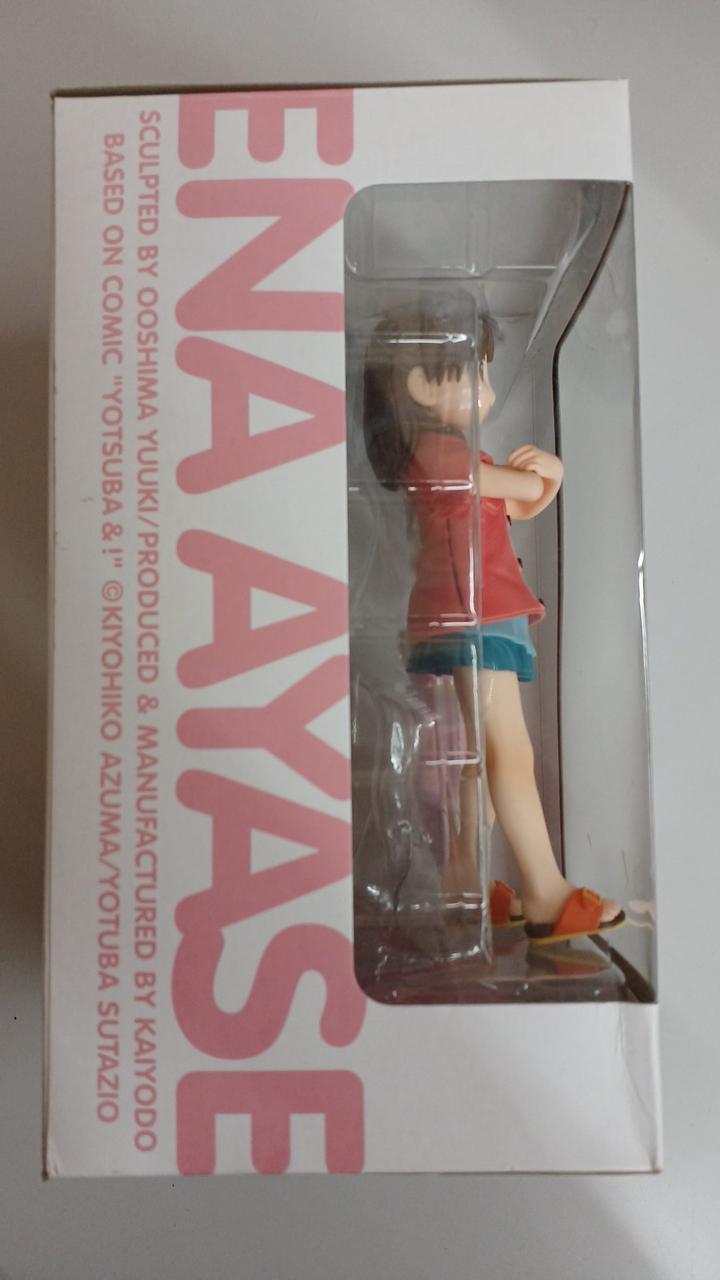 ENA AYASE
SCULPTED BY OOSHIMA YUUKI/PRODUCED & MANUFACTURED BY KAIYODO
BASED ON COMIC "YOTSUBA&!" ©KIYOHIKO AZUMA/YOTUBA SUTAZIO